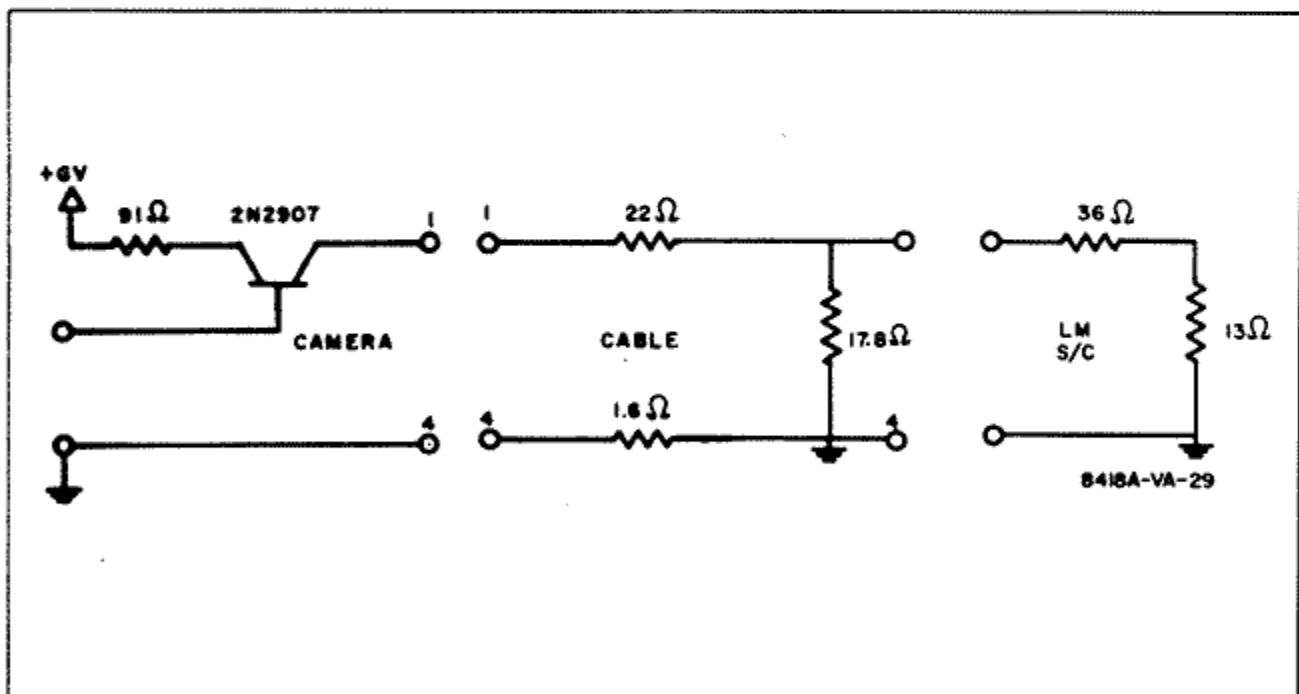 +6V
91Ω
2N2907
1
1
22Ω
36Ω
CAMERA
CABLE
17.8Ω
LM
S/C
13Ω
4
4
1.6Ω
4
8418A-VA-29